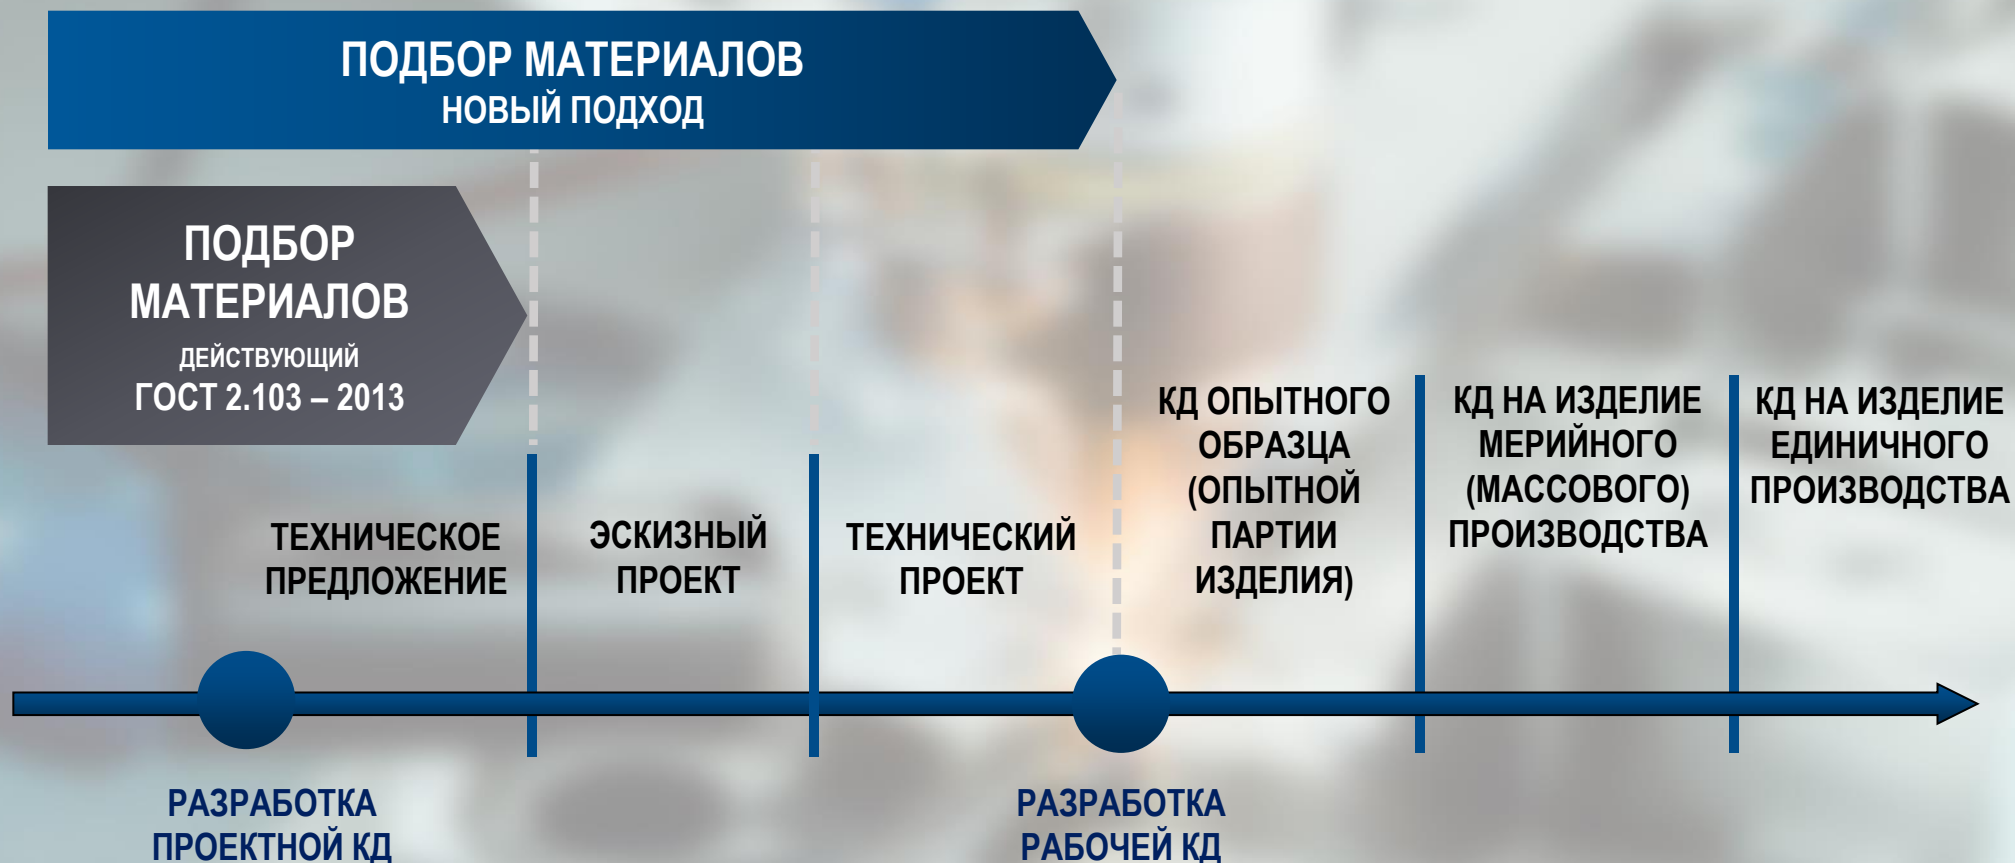 ПОДБОР МАТЕРИАЛОВ
НОВЫЙ ПОДХОД
ПОДБОР
МАТЕРИАЛОВ
ДЕЙСТВУЮЩИЙ
ГОСТ 2.103 – 2013
ТЕХНИЧЕСКОЕ
ПРЕДЛОЖЕНИЕ
ЭСКИЗНЫЙ
ПРОЕКТ
ТЕХНИЧЕСКИЙ
ПРОЕКТ
КД ОПЫТНОГО
ОБРАЗЦА
(ОПЫТНОЙ
ПАРТИИ
ИЗДЕЛИЯ)
КД НА ИЗДЕЛИЕ
МЕРИЙНОГО
(МАССОВОГО)
ПРОИЗВОДСТВА
КД НА ИЗДЕЛИЕ
ЕДИНИЧНОГО
ПРОИЗВОДСТВА
РАЗРАБОТКА
ПРОЕКТНОЙ КД
РАЗРАБОТКА
РАБОЧЕЙ КД